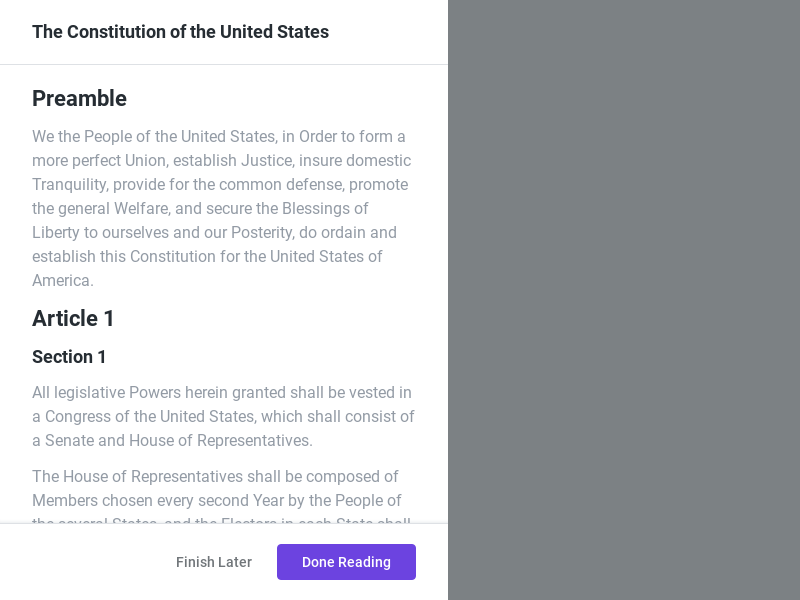 The Constitution of the United States
Preamble
We the People of the United States, in Order to form a
more perfect Union, establish Justice, insure domestic
Tranquility, provide for the common defense, promote
the general Welfare, and secure the Blessings of
Liberty to ourselves and our Posterity, do ordain and
establish this Constitution for the United States of
America.
Article 1
Section 1
All legislative Powers herein granted shall be vested in
a Congress of the United States, which shall consist of
a Senate and House of Representatives.
The House of Representatives shall be composed of
Members chosen every second Year by the People of
the several States, and the Electors in each State shall
Finish Later
Done Reading